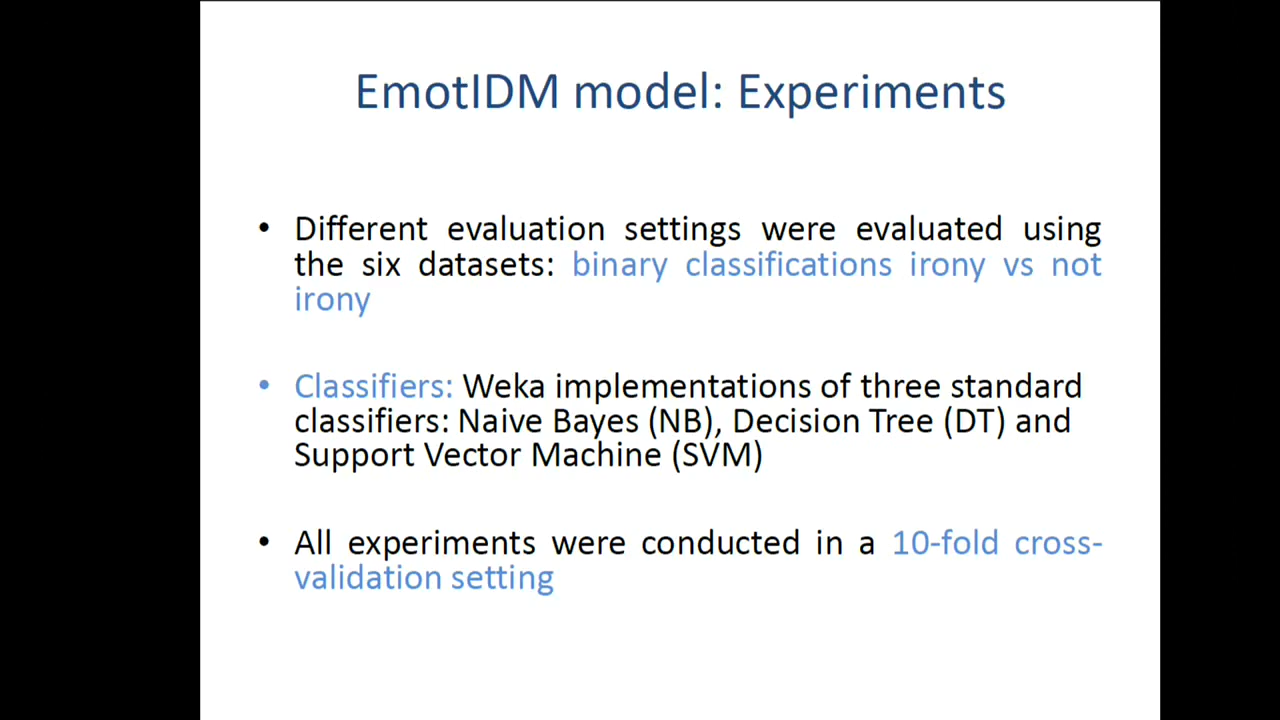 EmotIDM model: Experiments
• Different evaluation settings were evaluated using
the six datasets: binary classifications irony vs not
irony
• Classifiers: Weka implementations of three standard
classifiers: Naive Bayes (NB), Decision Tree (DT) and
Support Vector Machine (SVM)
• All experiments were conducted in a 10-fold cross-
validation setting